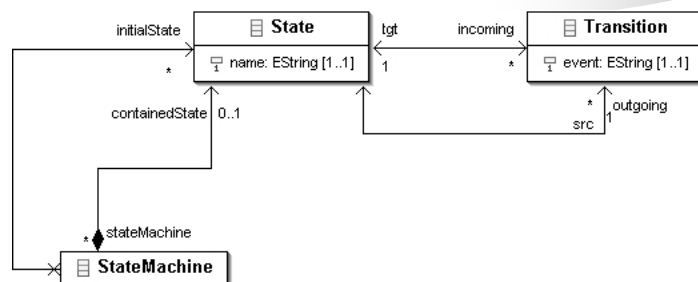 initialState
State
tgt
incoming
Transition
name: EString [1..1]
event: EString [1..1]
*
1
*
containedState
0..1
*
outgoing
1
src
*
stateMachine
StateMachine